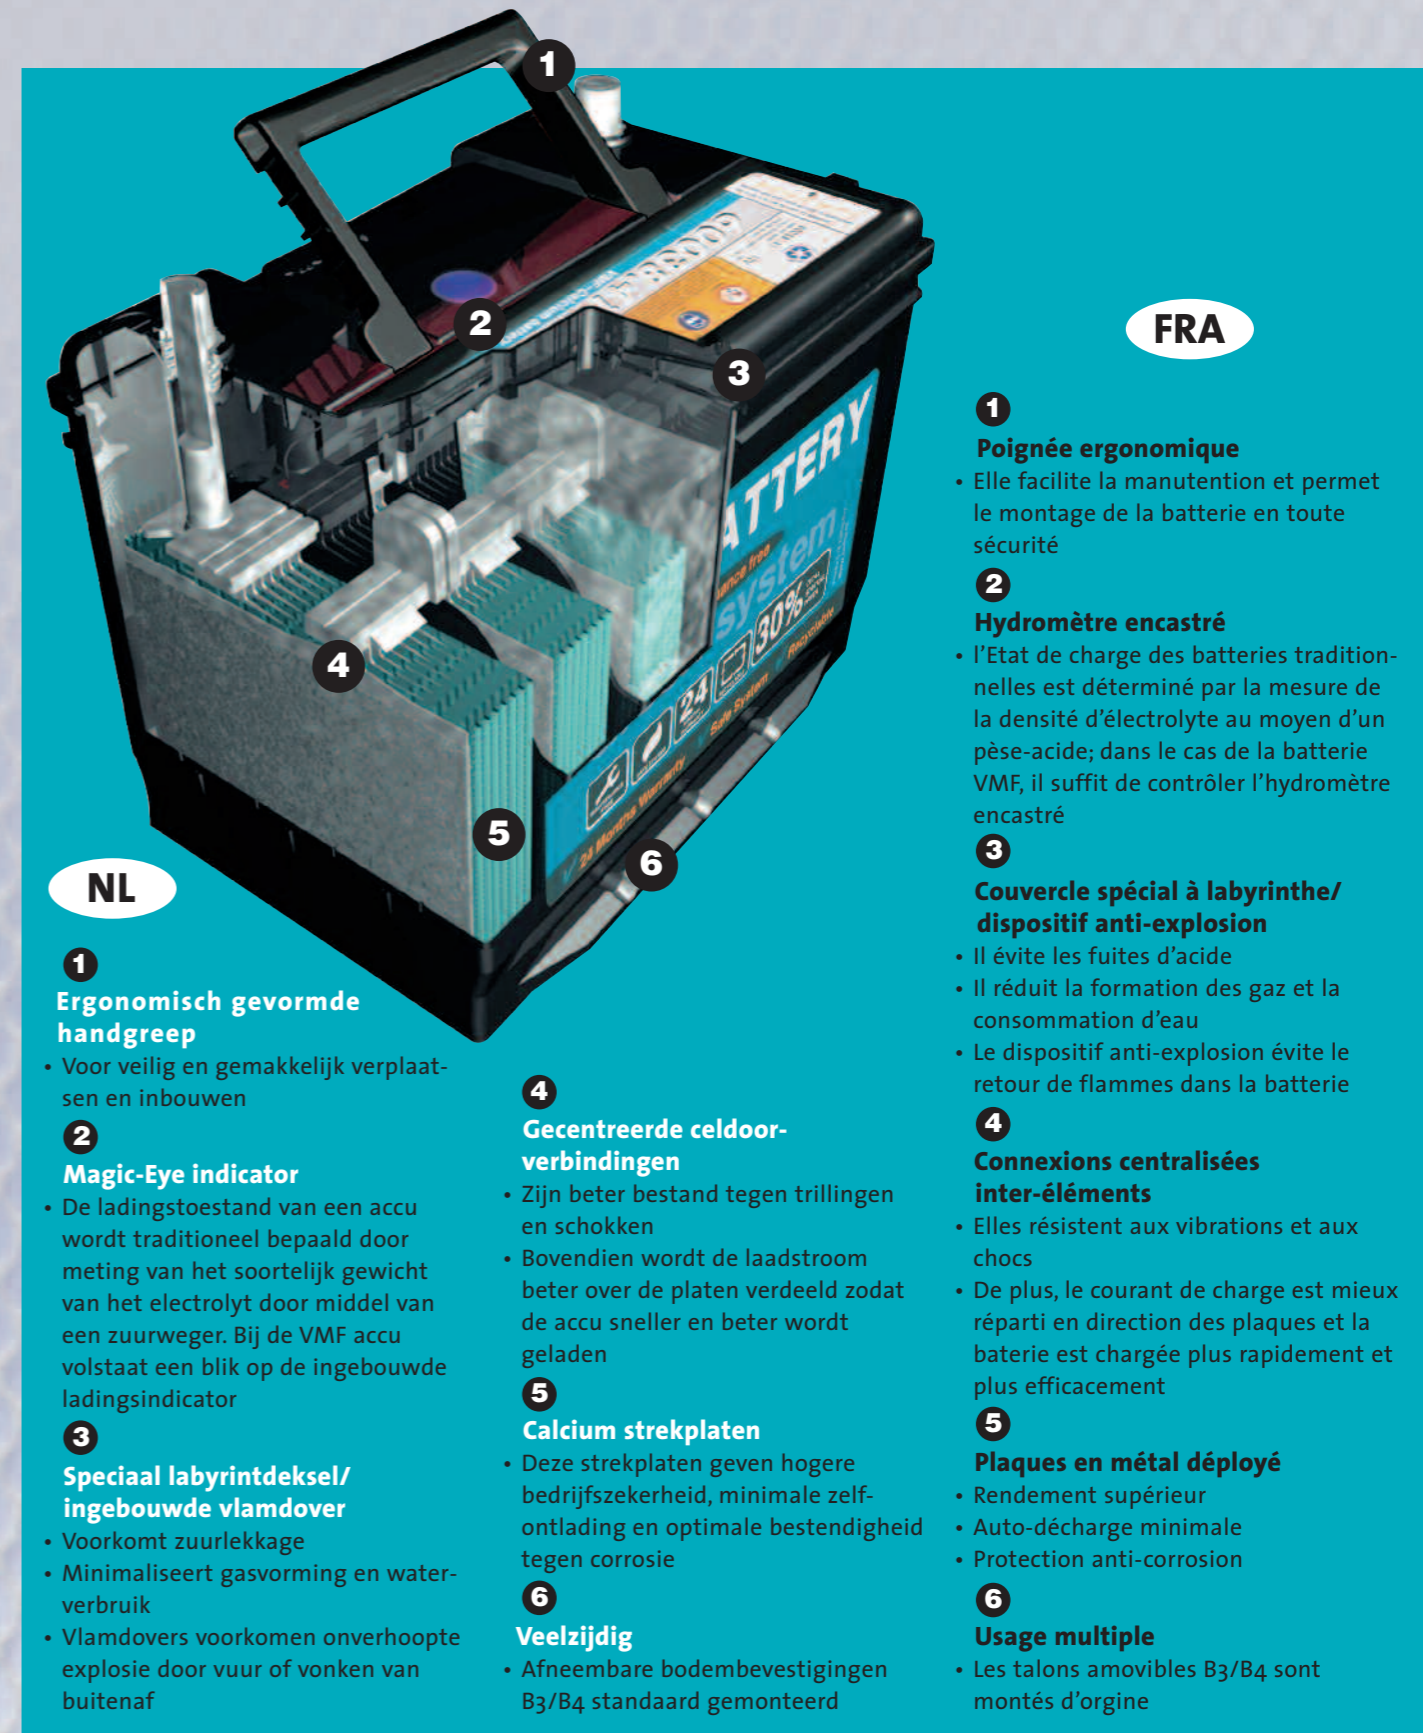 1
2
3
4
5
6
ATTERY
system
30%
24
Recyclable
Safe System
24 Months Warranty
NL
1
Ergonomisch gevormde
handgreep
• Voor veilig en gemakkelijk verplaat-
sen en inbouwen
2
Magic-Eye indicator
• De ladingstoestand van een accu
wordt traditioneel bepaald door
meting van het soortelijk gewicht
van het electrolyt door middel van
een zuurweger. Bij de VMF accu
volstaat een blik op de ingebouwde
ladingsindicator
3
Speciaal labyrintdeksel/
ingebouwde vlamdover
• Voorkomt zuurlekkage
• Minimaliseert gasvorming en water-
verbruik
• Vlamdovers voorkomen onverhoopte
explosie door vuur of vonken van
buitenaf
4
Gecentreerde celdoor-
verbindingen
• Zijn beter bestand tegen trillingen
en schokken
• Bovendien wordt de laadstroom
beter over de platen verdeeld zodat
de accu sneller en beter wordt
geladen
5
Calcium strekplaten
• Deze strekplaten geven hogere
bedrijfszekerheid, minimale zelf-
ontlading en optimale bestendigheid
tegen corrosie
6
Veelzijdig
• Afneembare bodembevestigingen
B3/B4 standaard gemonteerd
FRA
1
Poignée ergonomique
• Elle facilite la manutention et permet
le montage de la batterie en toute
sécurité
2
Hydromètre encastré
• l’Etat de charge des batteries tradition-
nelles est déterminé par la mesure de
la densité d’électrolyte au moyen d’un
pèse-acide; dans le cas de la batterie
VMF, il suffit de contrôler l’hydromètre
encastré
3
Couvercle spécial à labyrinthe/
dispositif anti-explosion
• Il évite les fuites d’acide
• Il réduit la formation des gaz et la
consommation d’eau
• Le dispositif anti-explosion évite le
retour de flammes dans la batterie
4
Connexions centralisées
inter-éléments
• Elles résistent aux vibrations et aux
chocs
• De plus, le courant de charge est mieux
réparti en direction des plaques et la
baterie est chargée plus rapidement et
plus efficacement
5
Plaques en métal déployé
• Rendement supérieur
• Auto-décharge minimale
• Protection anti-corrosion
6
Usage multiple
• Les talons amovibles B3/B4 sont
montés d’orgine